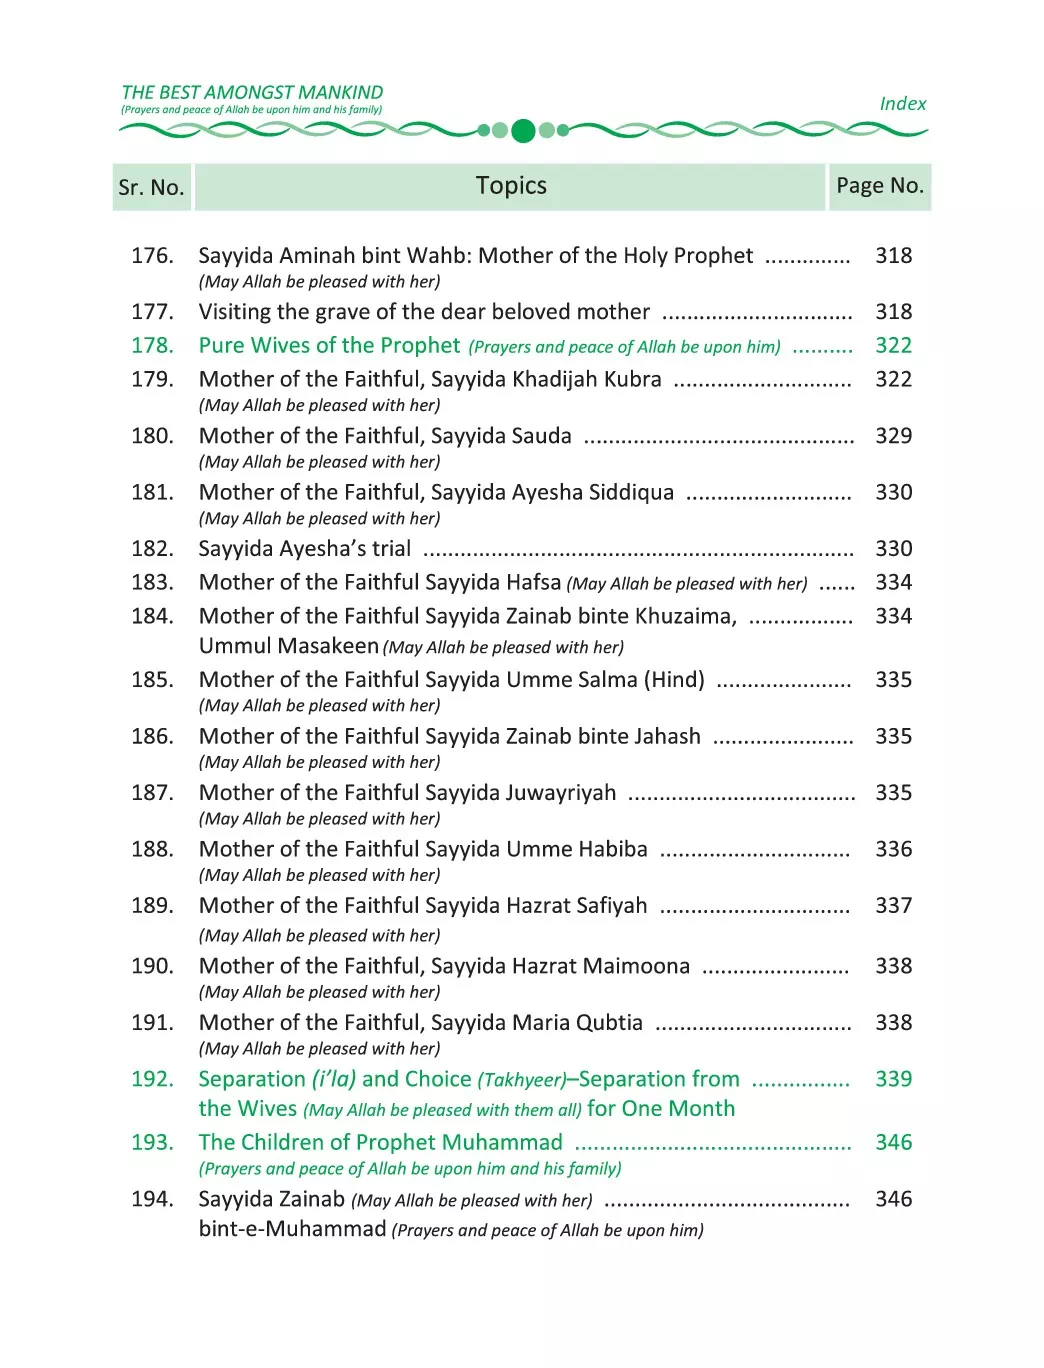 THE BEST AMONGST MANKIND
(Prayers and peace of Allah be upon him and his family)
Index
Sr. No. Topics Page No.
176. Sayyida Aminah bint Wahb: Mother of the Holy Prophet .............. 318
(May Allah be pleased with her)
177. Visiting the grave of the dear beloved mother ............................... 318
178. Pure Wives of the Prophet (Prayers and peace of Allah be upon him) .......... 322
179. Mother of the Faithful, Sayyida Khadijah Kubra ............................. 322
(May Allah be pleased with her)
180. Mother of the Faithful, Sayyida Sauda ............................................ 329
(May Allah be pleased with her)
181. Mother of the Faithful, Sayyida Ayesha Siddiqua ........................... 330
(May Allah be pleased with her)
182. Sayyida Ayesha’s trial ...................................................................... 330
183. Mother of the Faithful Sayyida Hafsa (May Allah be pleased with her) ...... 334
184. Mother of the Faithful Sayyida Zainab binte Khuzaima, ................. 334
Ummul Masakeen (May Allah be pleased with her)
185. Mother of the Faithful Sayyida Umme Salma (Hind) ...................... 335
(May Allah be pleased with her)
186. Mother of the Faithful Sayyida Zainab binte Jahash ....................... 335
(May Allah be pleased with her)
187. Mother of the Faithful Sayyida Juwayriyah ..................................... 335
(May Allah be pleased with her)
188. Mother of the Faithful Sayyida Umme Habiba ............................... 336
(May Allah be pleased with her)
189. Mother of the Faithful Sayyida Hazrat Safiyah ............................... 337
(May Allah be pleased with her)
190. Mother of the Faithful, Sayyida Hazrat Maimoona ........................ 338
(May Allah be pleased with her)
191. Mother of the Faithful, Sayyida Maria Qubtia ................................ 338
(May Allah be pleased with her)
192. Separation (i’la) and Choice (Takhyeer)–Separation from ................ 339
the Wives (May Allah be pleased with them all) for One Month
193. The Children of Prophet Muhammad ............................................. 346
(Prayers and peace of Allah be upon him and his family)
194. Sayyida Zainab (May Allah be pleased with her) ........................................ 346
bint-e-Muhammad (Prayers and peace of Allah be upon him)